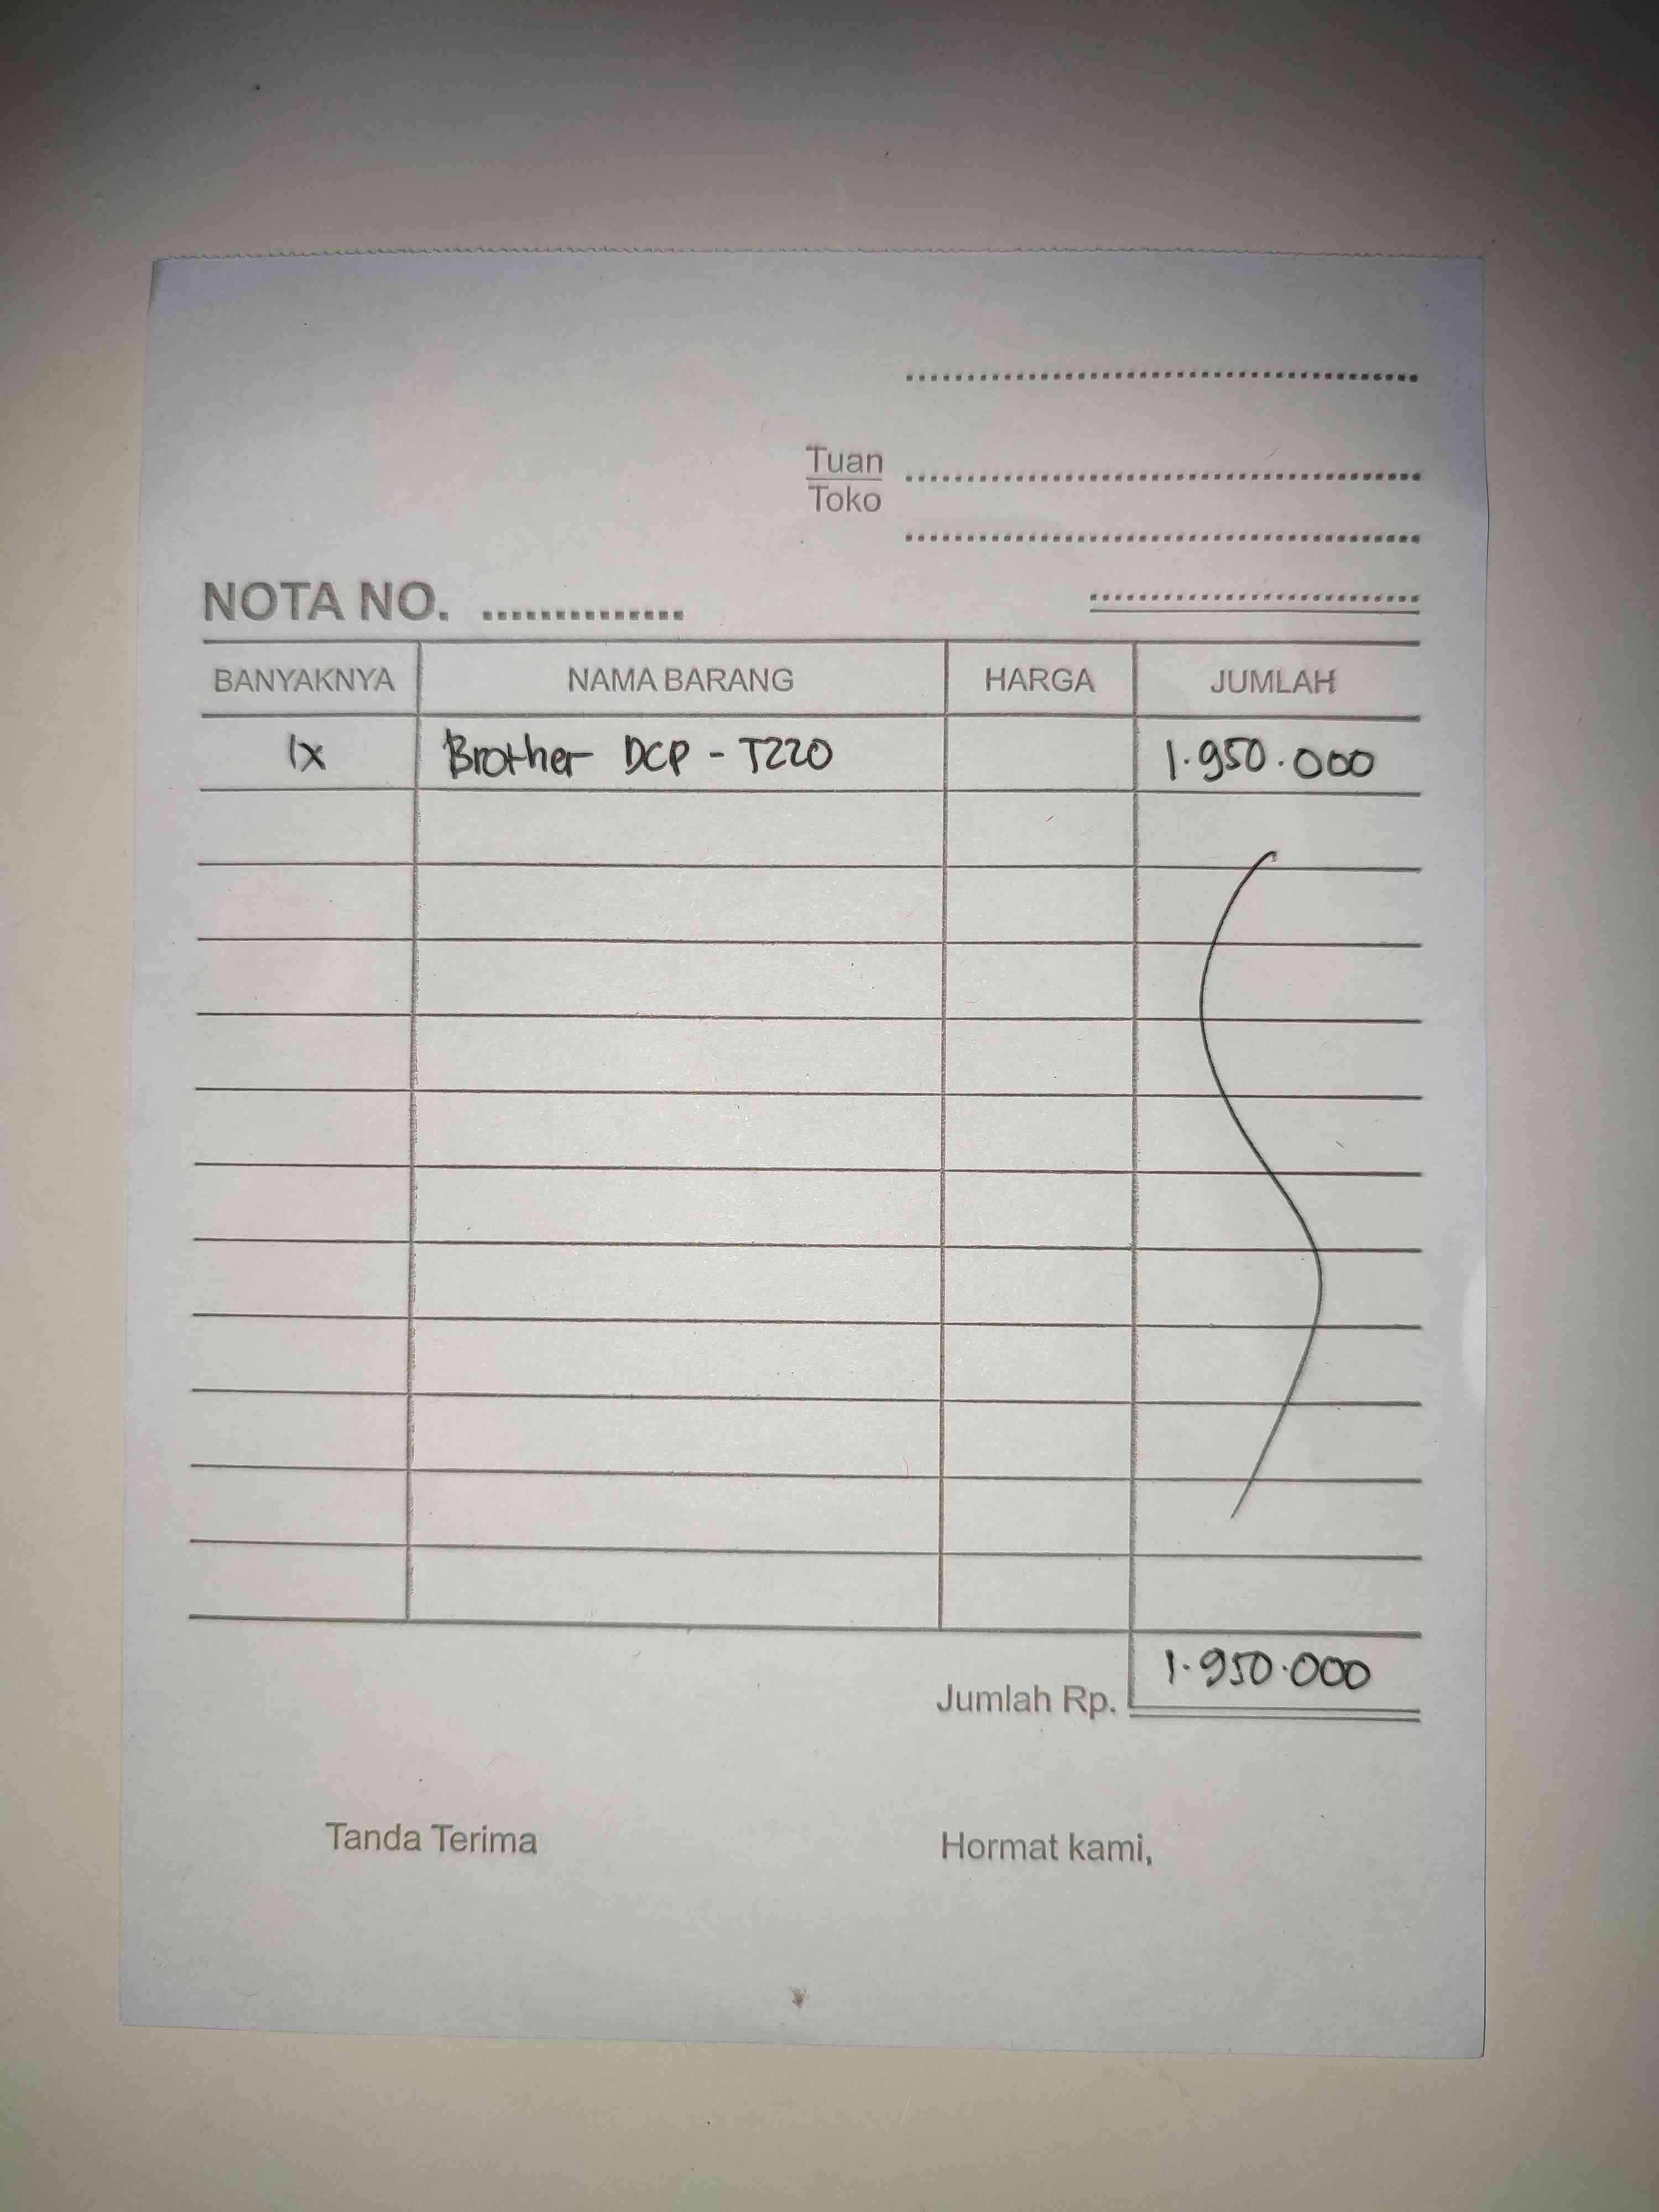 Tuan
Toko
NOTA NO. ..............
BANYAKNYA NAMA BARANG HARGA JUMLAH
1x Brother DCP - T220 1.950.000
Jumlah Rp. 1.950.000
Tanda Terima Hormat kami,